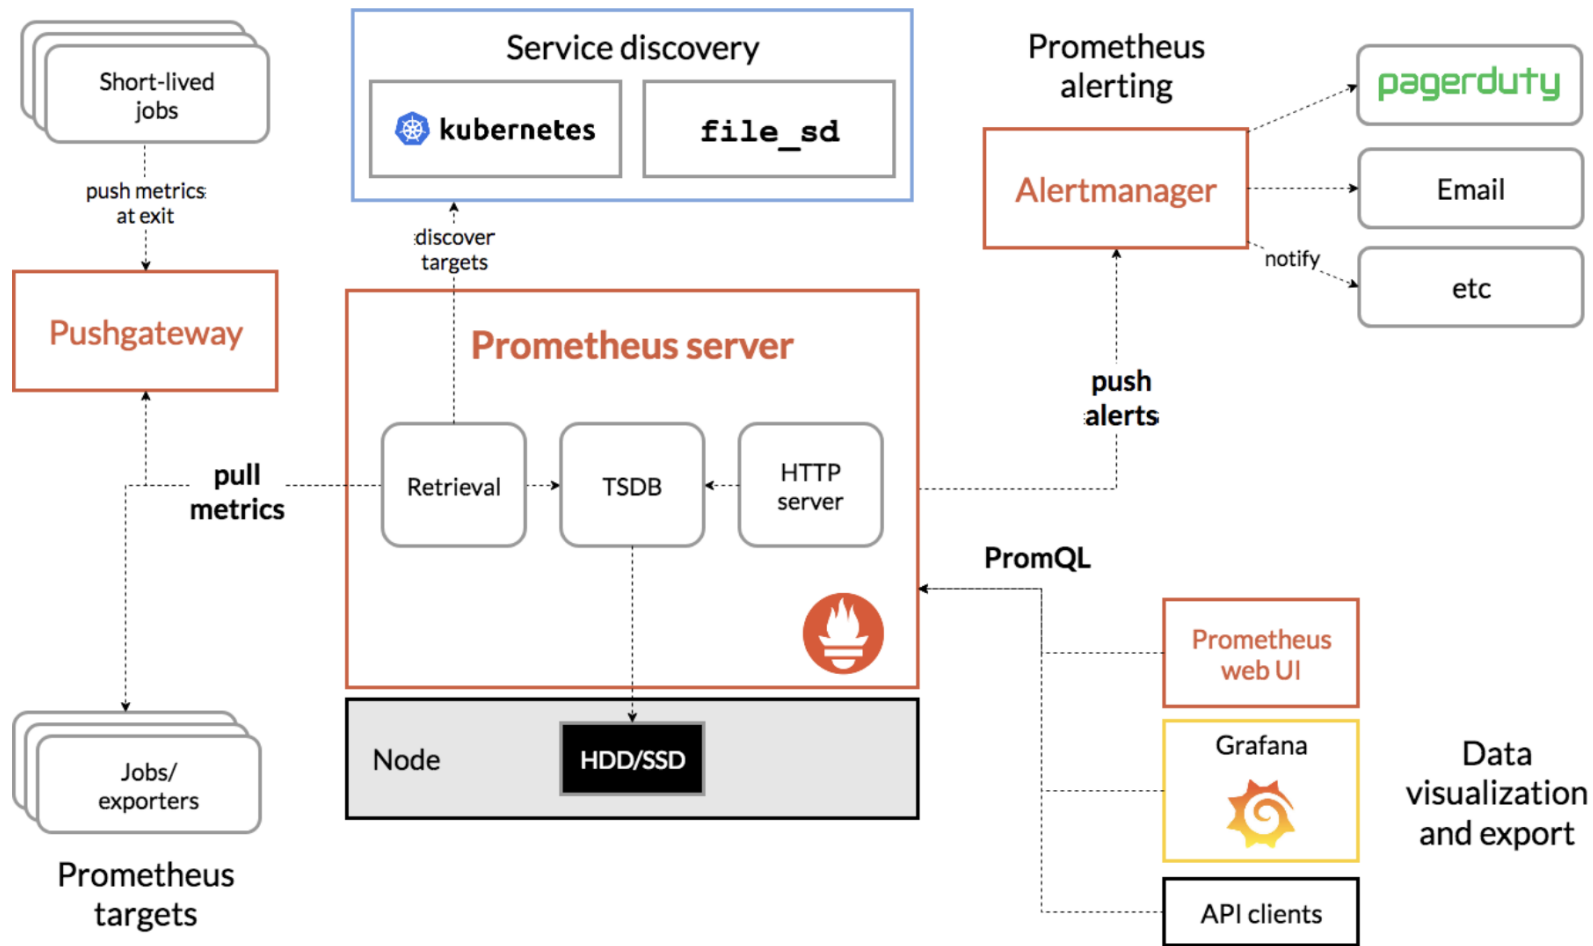 Short-lived
jobs
push metrics
at exit
Pushgateway
pull
metrics
Jobs/
exporters
Prometheus
targets
Service discovery
kubernetes
file_sd
discover
targets
Prometheus server
Retrieval
TSDB
HTTP
server
Node
HDD/SSD
Prometheus
alerting
Alertmanager
pagerduty
Email
notify
etc
push
alerts
PromQL
Prometheus
web UI
Grafana
API clients
Data
visualization
and export